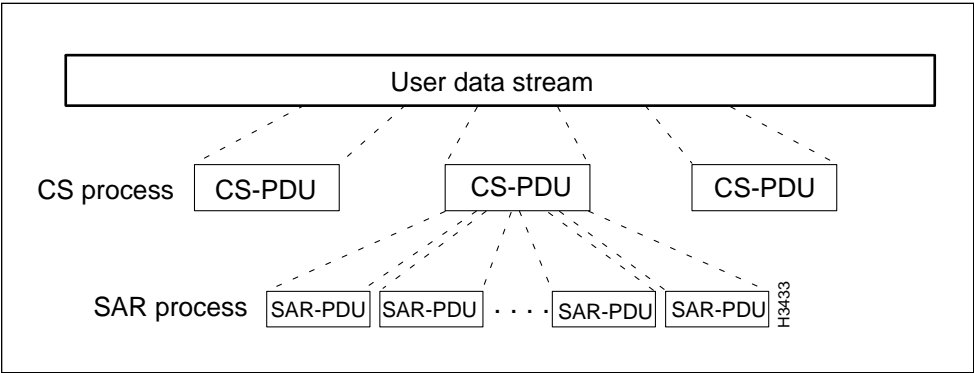 User data stream
CS process CS-PDU CS-PDU CS-PDU
SAR process SAR-PDU SAR-PDU .... SAR-PDU SAR-PDU
H3433